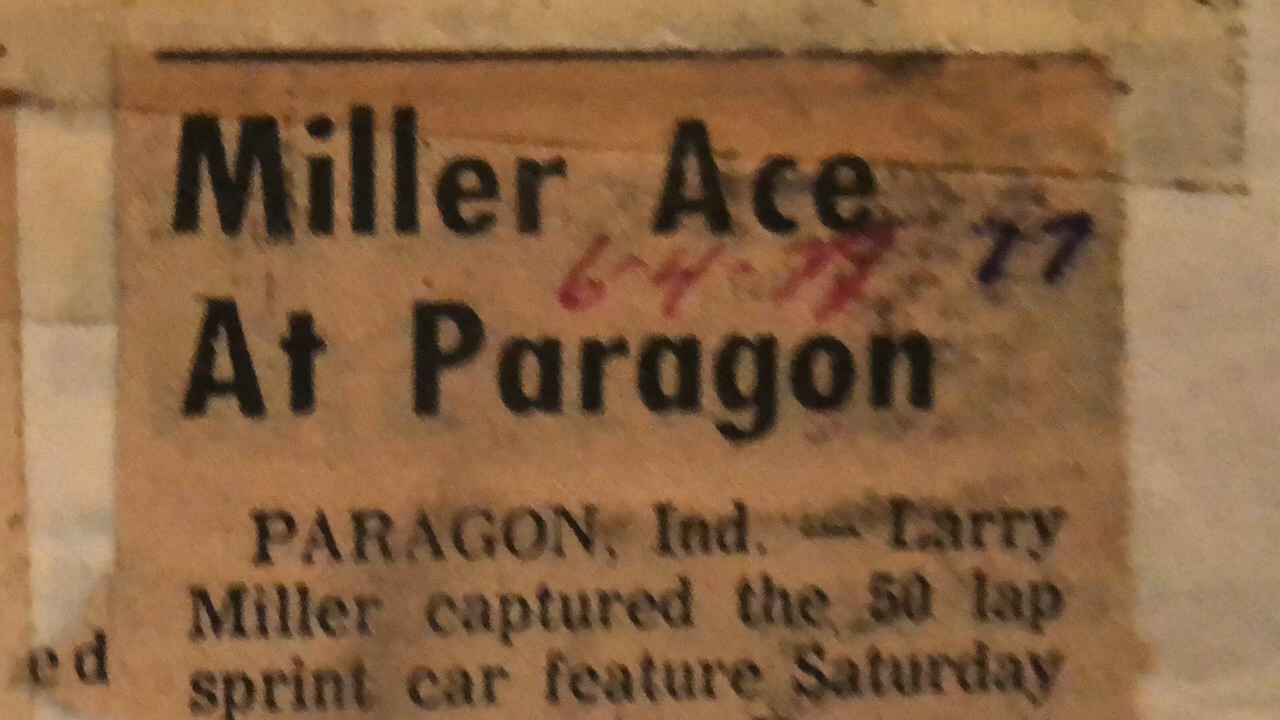 Miller Ace
6-4-77 77
At Paragon
PARAGON, Ind. — Larry
Miller captured the 50 lap
sprint car feature Saturday
ed